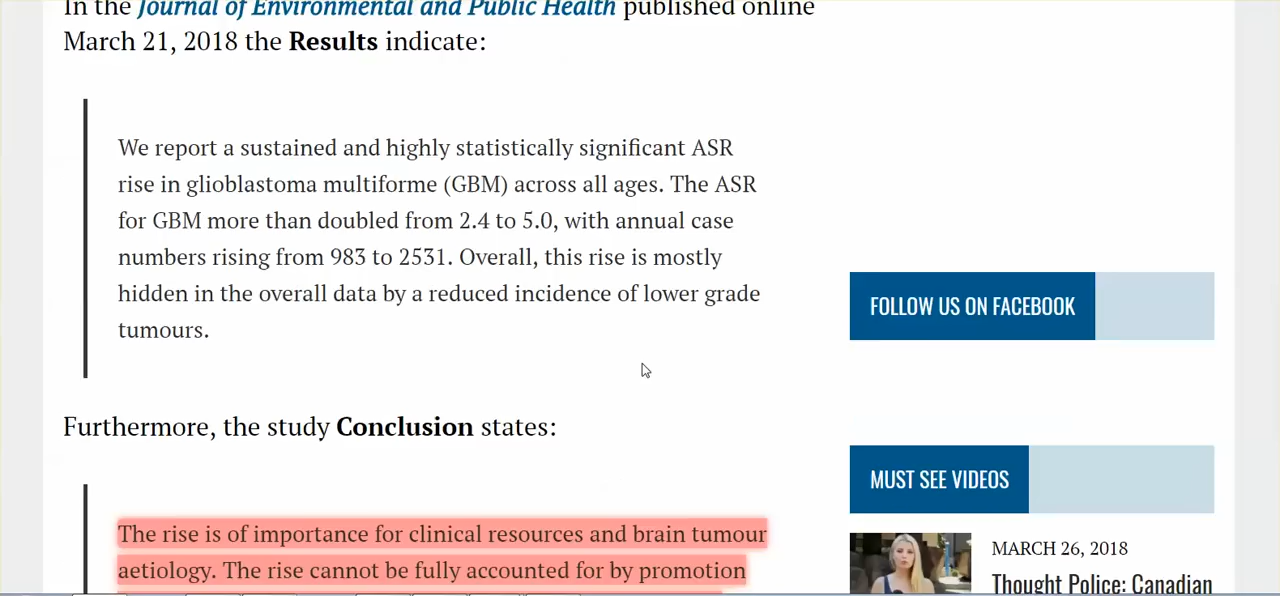 In the Journal of Environmental and Public Health published online
March 21, 2018 the Results indicate:
We report a sustained and highly statistically significant ASR
rise in glioblastoma multiforme (GBM) across all ages. The ASR
for GBM more than doubled from 2.4 to 5.0, with annual case
numbers rising from 983 to 2531. Overall, this rise is mostly
hidden in the overall data by a reduced incidence of lower grade
tumours.
Furthermore, the study Conclusion states:
The rise is of importance for clinical resources and brain tumour
aetiology. The rise cannot be fully accounted for by promotion
FOLLOW US ON FACEBOOK
MUST SEE VIDEOS
MARCH 26, 2018
Thought Police: Canadian